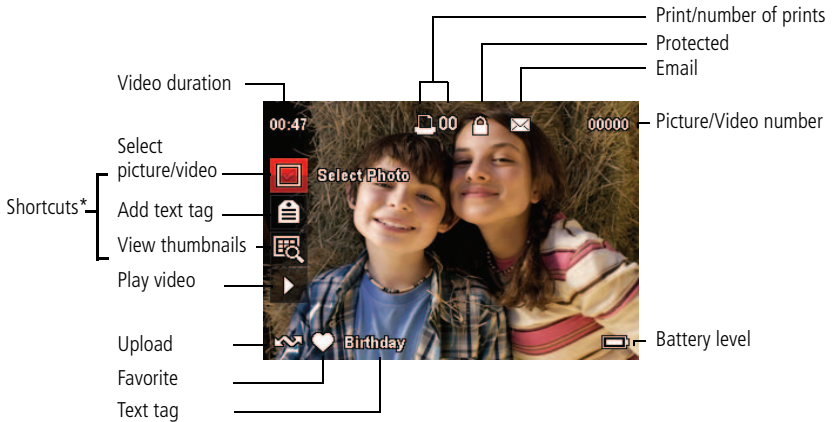 Print/number of prints
Protected
Email
Video duration
00:47
00
00000
Picture/Video number
Select
picture/video
Select Photo
Shortcuts*
Add text tag
View thumbnails
Play video
Upload
Birthday
Battery level
Favorite
Text tag